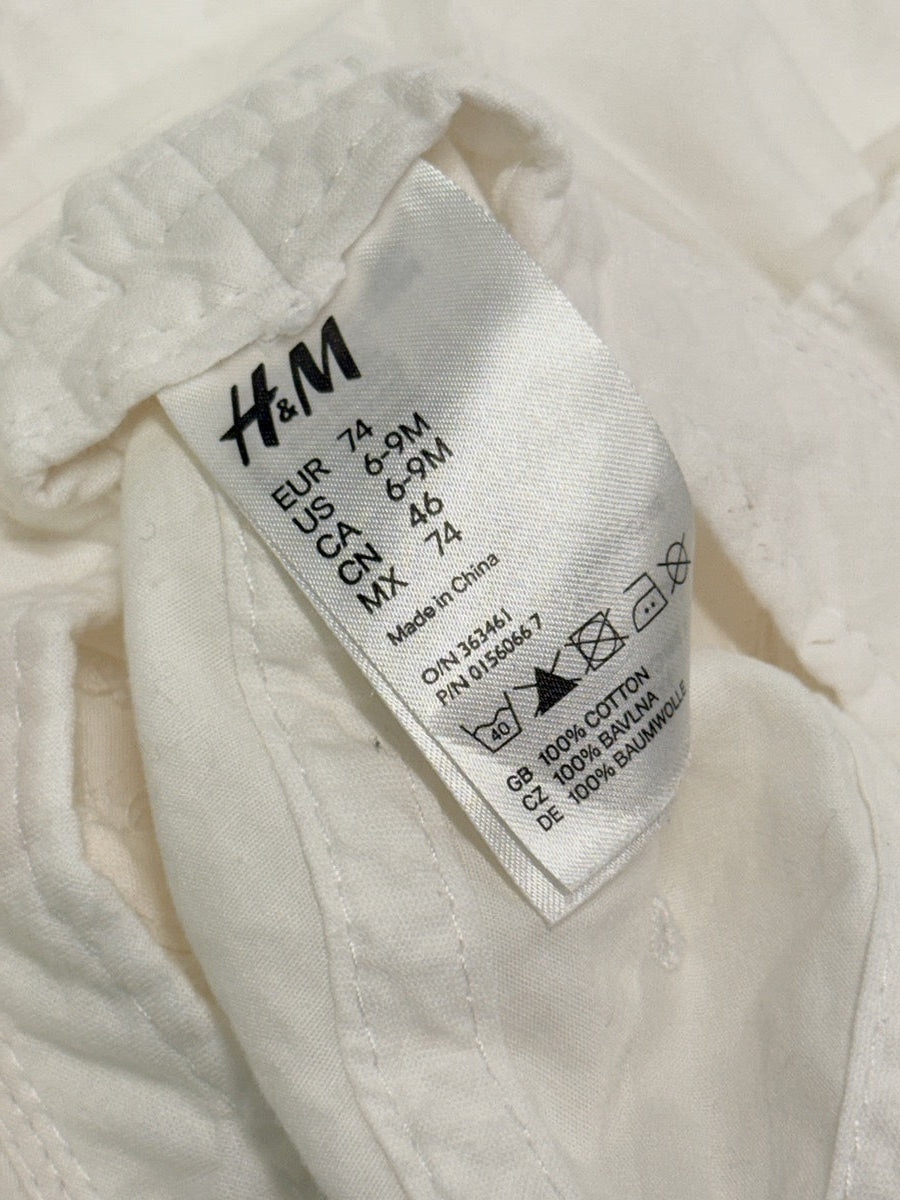 H&M
EUR 74
US 6-9M
CA 6-9M
CN 46
MX 74
Made in China
O/N 363461
P/N 0156066 7
40
GB 100% COTTON
CZ 100% BAVLNA
DE 100% BAUMWOLLE